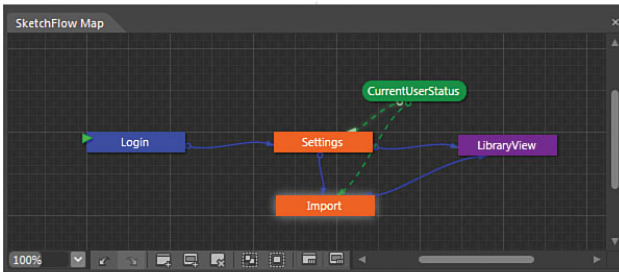 SketchFlow Map
CurrentUserStatus
Login
Settings
LibraryView
Import
100%